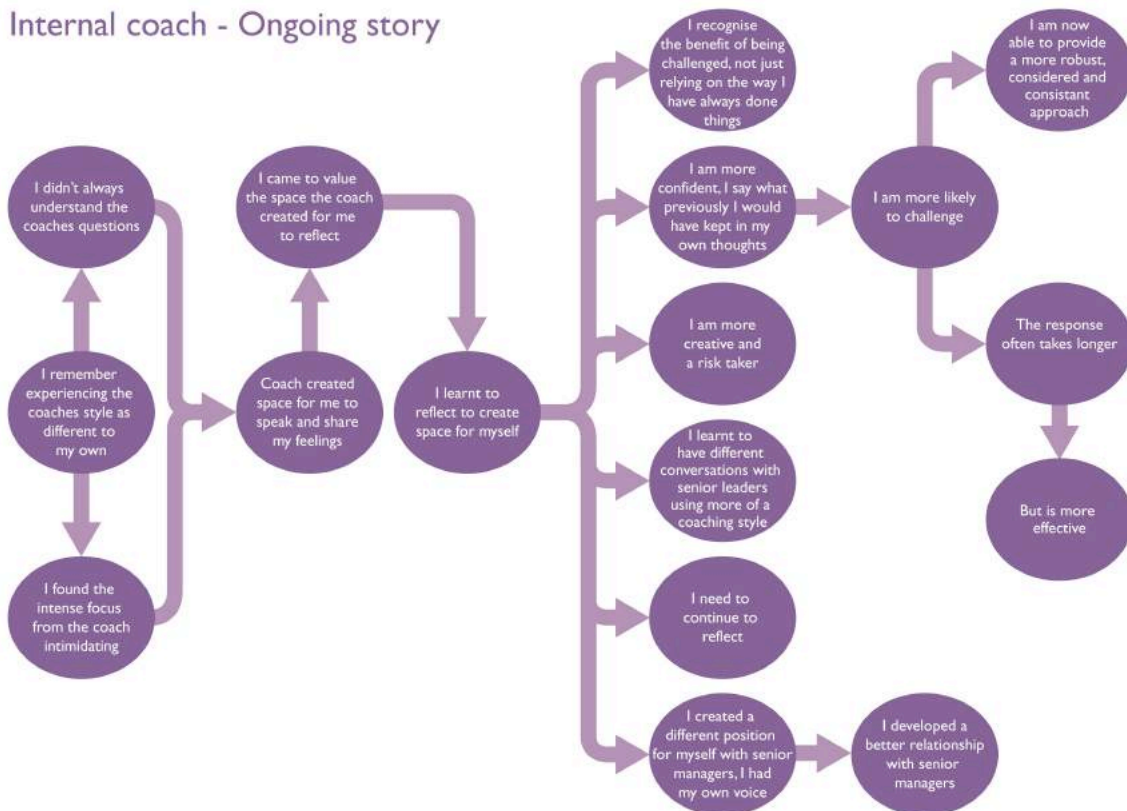 Internal coach - Ongoing story
I didn't always
understand the
coaches questions
I remember
experiencing the
coaches style as
different to
my own
I found the
intense focus
from the coach
intimidating
I came to value
the space the coach
created for me
to reflect
Coach created
space for me to
speak and share
my feelings
I learnt to
reflect to create
space for myself
I recognise
the benefit of being
challenged, not just
relying on the way I
have always done
things
I am more
confident, I say what
previously I would
have kept in my
own thoughts
I am more
creative and
a risk taker
I learnt to
have different
conversations with
senior leaders
using more of a
coaching style
I need to
continue to
reflect
I created a
different position
for myself with senior
managers, I had
my own voice
I am more likely
to challenge
I developed a
better relationship
with senior
managers
I am now
able to provide
a more robust,
considered and
consistant
approach
The response
often takes longer
But is more
effective